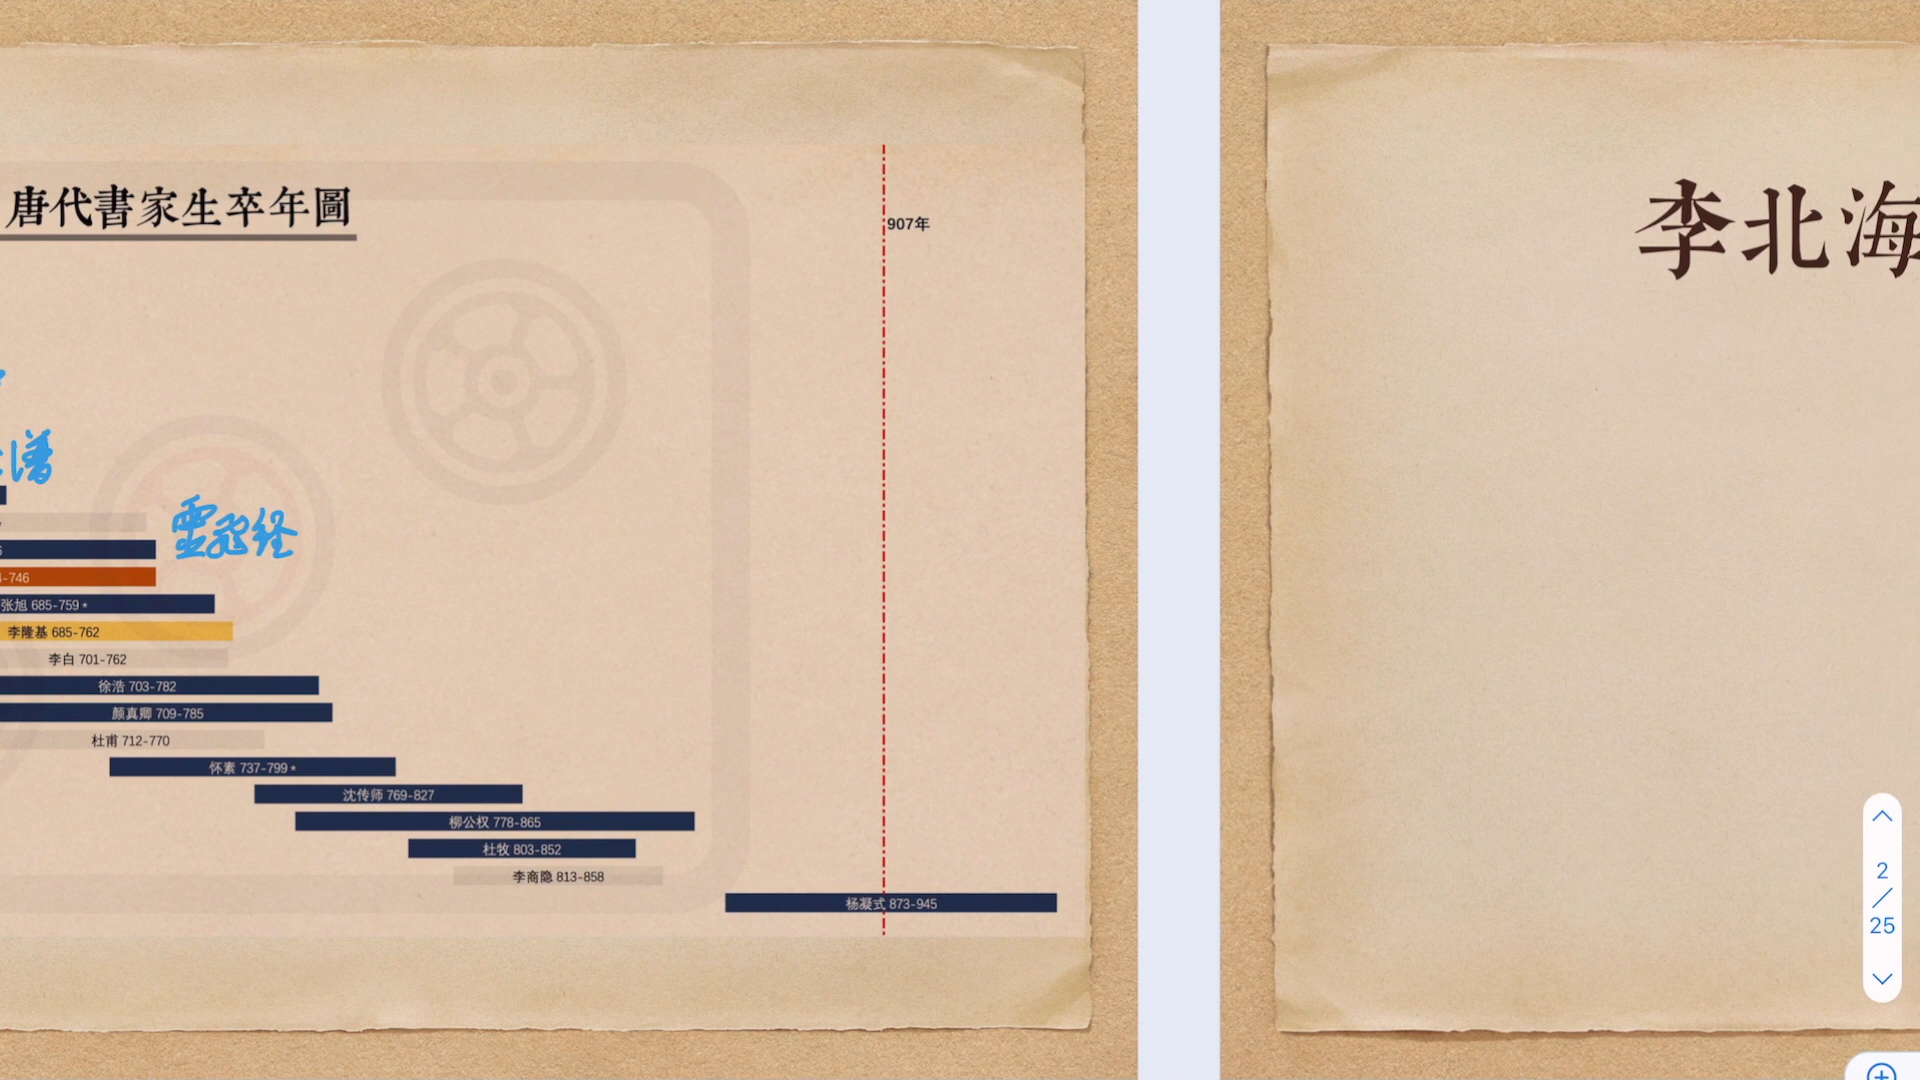 唐代書家生卒年圖
907年
谱
靈飛经
-746
张旭 685-759 *
李隆基 685-762
李白 701-762
徐浩 703-782
颜真卿 709-785
杜甫 712-770
怀素 737-799 *
沈传师 769-827
柳公权 778-865
杜牧 803-852
李商隐 813-858
杨凝式 873-945
李北海
2
/
25